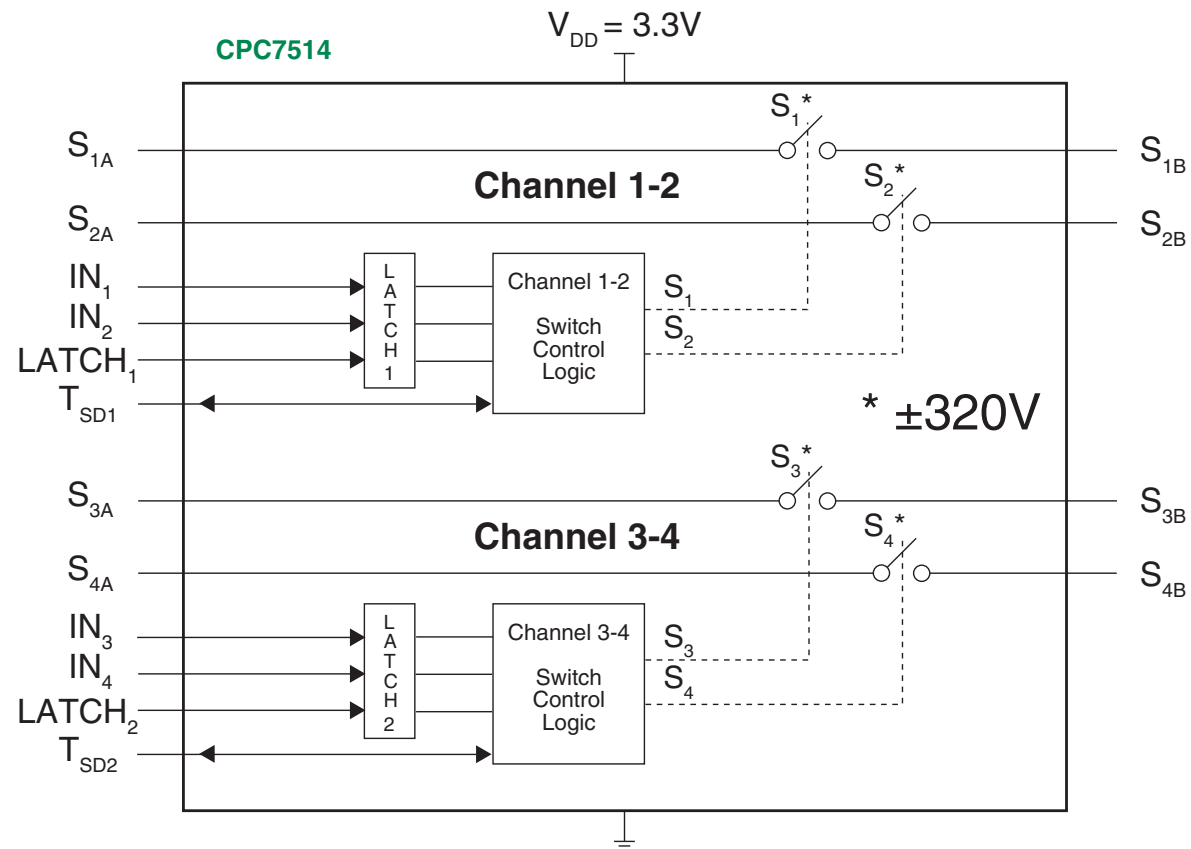 V_DD = 3.3V
CPC7514
S_1*
S_1A
S_1B
Channel 1-2
S_2*
S_2A
S_2B
IN_1
IN_2
LATCH_1
T_SD1
LATCH 1
Channel 1-2
Switch
Control
Logic
S_1
S_2
* ±320V
S_3*
S_3A
S_3B
Channel 3-4
S_4*
S_4A
S_4B
IN_3
IN_4
LATCH_2
T_SD2
LATCH 2
Channel 3-4
Switch
Control
Logic
S_3
S_4